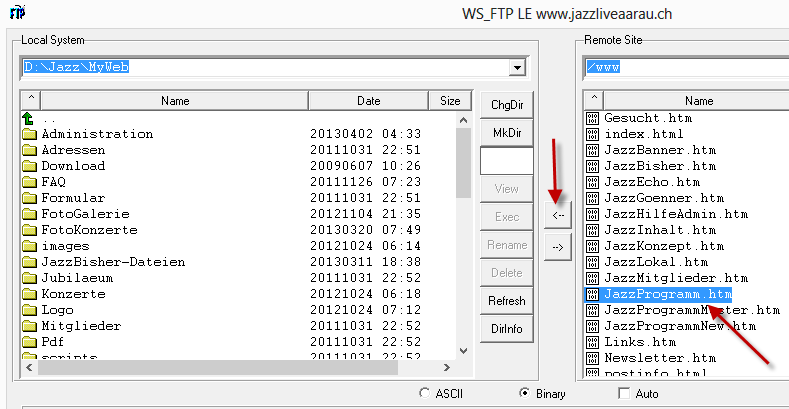 FTP
WS_FTP LE www.jazzliveaarau.ch
Local System
D:\Jazz\MyWeb
^ Name Date Size
..
Administration 20130402 04:33
Adressen 20111031 22:51
Download 20090607 10:26
FAQ 20111126 07:23
Formular 20111031 22:51
FotoGalerie 20121104 21:35
FotoKonzerte 20130320 07:49
images 20121024 06:14
JazzBisher-Dateien 20130311 18:38
Jubilaeum 20111031 22:52
Konzerte 20121024 06:18
Logo 20121024 07:12
Mitglieder 20111031 22:52
Pdf 20111031 22:52
scripts 20111031 22:52
ChgDir
MkDir
View
Exec
Rename
Delete
Refresh
DirInfo
<--
-->
Remote Site
/www
^ Name
Gesucht.htm
index.html
JazzBanner.htm
JazzBisher.htm
JazzEcho.htm
JazzGoenner.htm
JazzHilfeAdmin.htm
JazzInhalt.htm
JazzKonzept.htm
JazzLokal.htm
JazzMitglieder.htm
JazzProgramm.htm
JazzProgrammMuster.htm
JazzProgrammNew.htm
Links.htm
Newsletter.htm
postinfo.html
ASCII Binary Auto